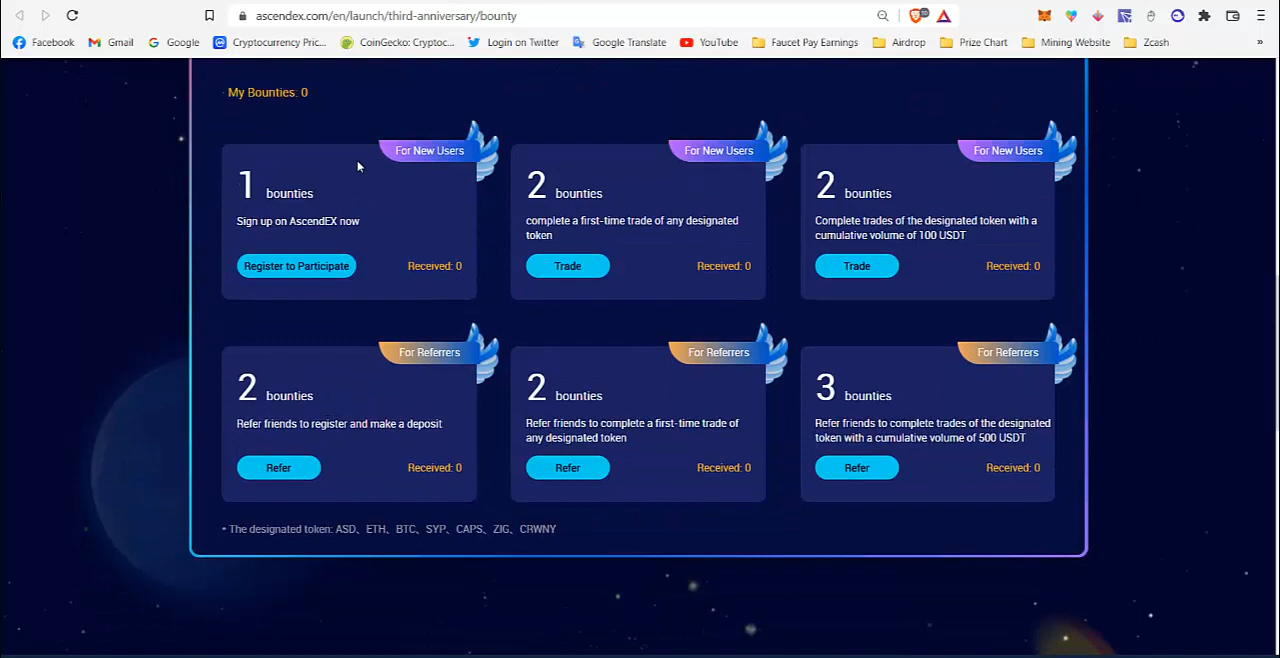 ascendex.com/en/launch/third-anniversary/bounty
Facebook
Gmail
Google
Cryptocurrency Pric...
CoinGecko: Cryptoc...
Login on Twitter
Google Translate
YouTube
Faucet Pay Earnings
Airdrop
Prize Chart
Mining Website
Zcash
»
· My Bounties: 0
For New Users
1 bounties
Sign up on AscendEX now
Register to Participate
Received: 0
For New Users
2 bounties
complete a first-time trade of any designated
token
Trade
Received: 0
For New Users
2 bounties
Complete trades of the designated token with a
cumulative volume of 100 USDT
Trade
Received: 0
For Referrers
2 bounties
Refer friends to register and make a deposit
Refer
Received: 0
For Referrers
2 bounties
Refer friends to complete a first-time trade of
any designated token
Refer
Received: 0
For Referrers
3 bounties
Refer friends to complete trades of the designated
token with a cumulative volume of 500 USDT
Refer
Received: 0
• The designated token: ASD、ETH、BTC、SYP、CAPS、ZIG、CRWNY